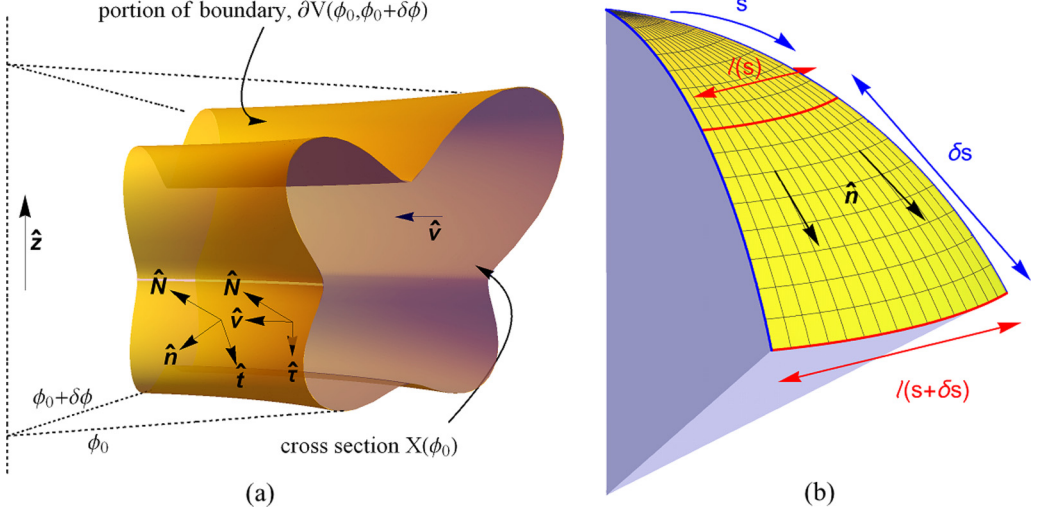 portion of boundary, ∂V(ϕ₀,ϕ₀+δϕ)
ẑ
v̂
N̂ N̂
v̂
n̂
t̂ τ̂
ϕ₀+δϕ
ϕ₀
cross section X(ϕ₀)
(a)
s
l(s)
δs
n̂
l(s+δs)
(b)